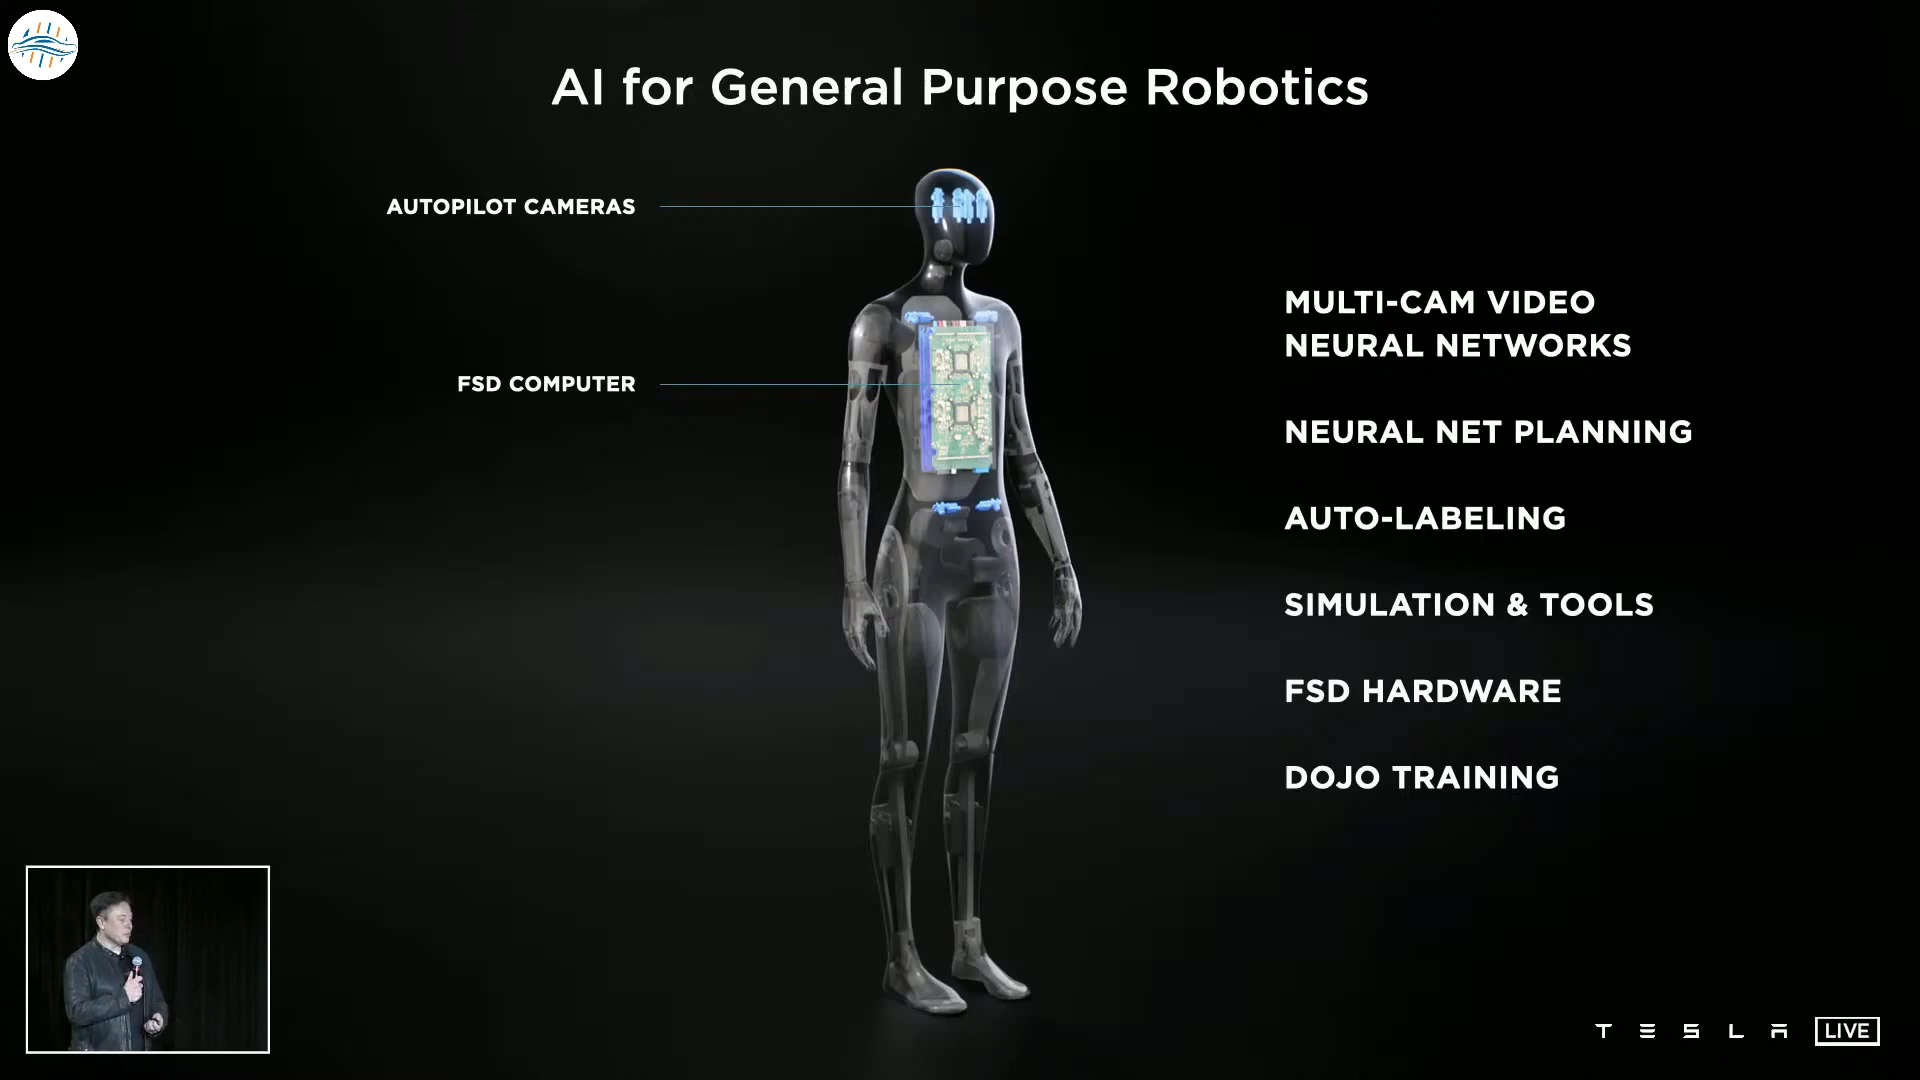 AI for General Purpose Robotics
AUTOPILOT CAMERAS
FSD COMPUTER
MULTI-CAM VIDEO
NEURAL NETWORKS
NEURAL NET PLANNING
AUTO-LABELING
SIMULATION & TOOLS
FSD HARDWARE
DOJO TRAINING
TESLA LIVE